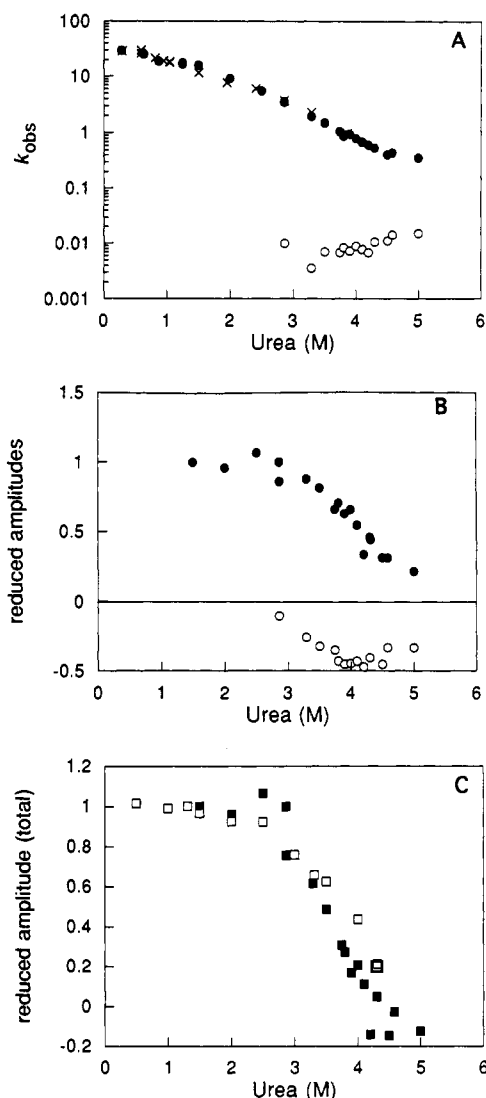 A
100
10
1
0.1
0.01
0.001
kobs
0 1 2 3 4 5 6
Urea (M)
B
1.5
1
0.5
0
-0.5
reduced amplitudes
0 1 2 3 4 5 6
Urea (M)
C
1.2
1
0.8
0.6
0.4
0.2
0
-0.2
reduced amplitude (total)
0 1 2 3 4 5 6
Urea (M)